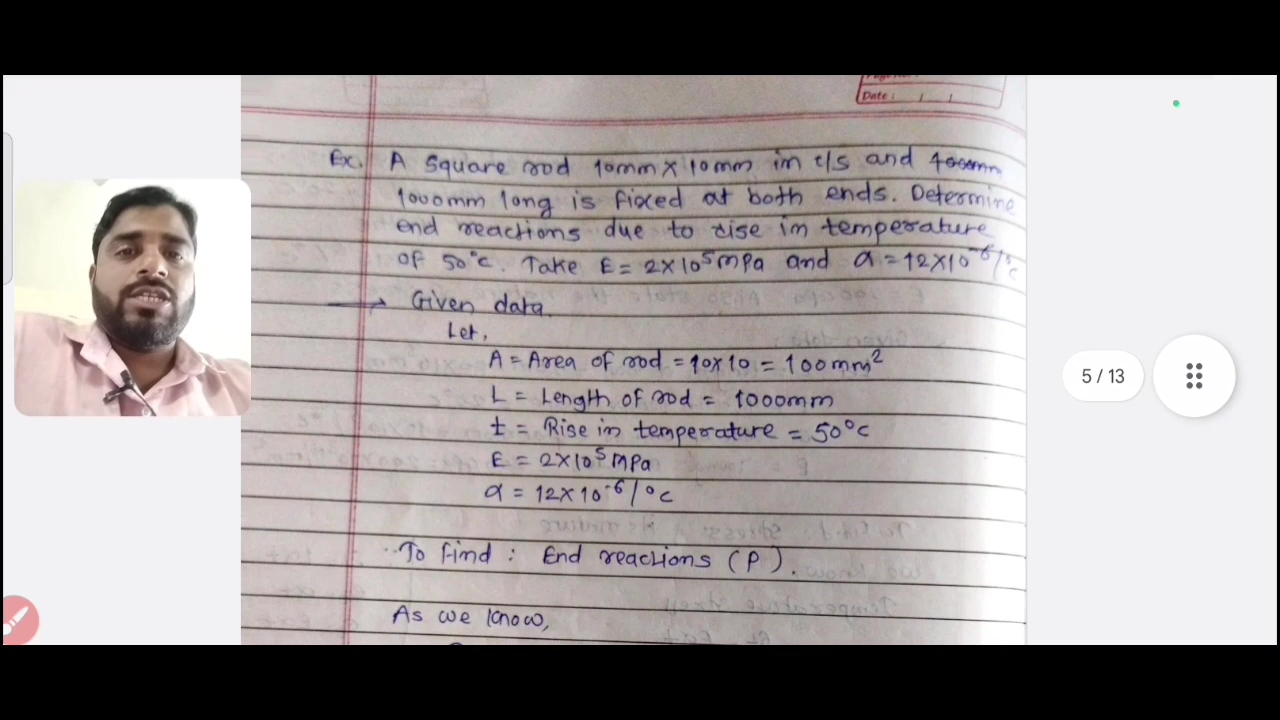 Date :
Ex. A square rod 10mm x 10mm in c/s and
1000mm long is fixed at both ends. Determine
end reactions due to rise in temperature
of 50°c. Take E = 2x10⁵MPa and α = 12x10⁻⁶/°c
Given data.
Let,
A = Area of rod = 10x10 = 100mm²
L = Length of rod = 1000mm
t = Rise in temperature = 50°c
E = 2x10⁵ MPa
α = 12x10⁻⁶/°c
To find : End reactions (P).
As we know,
5 / 13